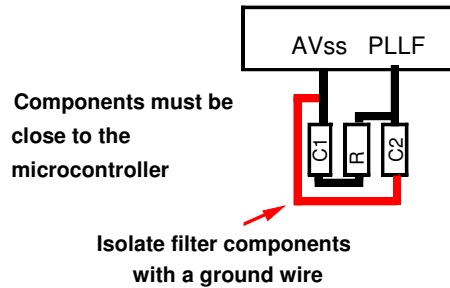 AVss PLLF
Components must be
close to the
microcontroller
C1
R
C2
Isolate filter components
with a ground wire